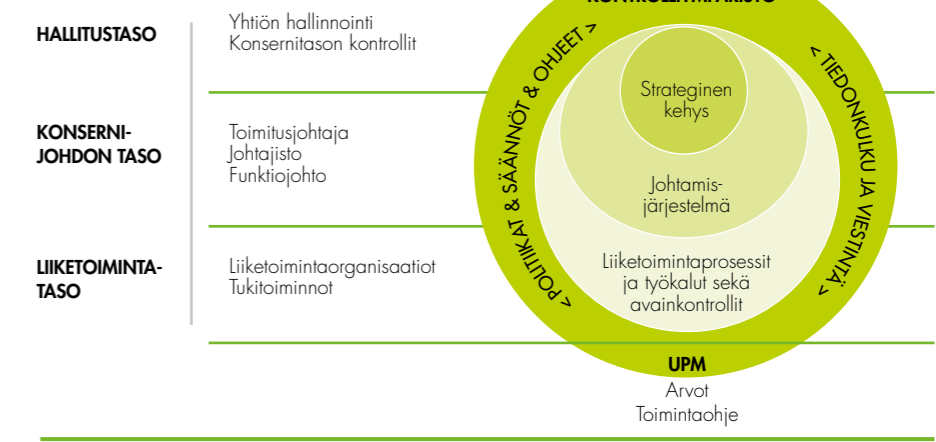 KONTROLLIYMPÄRISTÖ
HALLITUSTASO
Yhtiön hallinnointi
Konsernitason kontrollit
KONSERNI-
JOHDON TASO
Toimitusjohtaja
Johtajisto
Funktiojohto
LIIKETOIMINTA-
TASO
Liiketoimintaorganisaatiot
Tukitoiminnot
< POLITIIKAT & SÄÄNNÖT & OHJEET >
< TIEDONKULKU JA VIESTINTÄ >
Strateginen
kehys
Johtamis-
järjestelmä
Liiketoimintaprosessit
ja työkalut sekä
avainkontrollit
UPM
Arvot
Toimintaohje